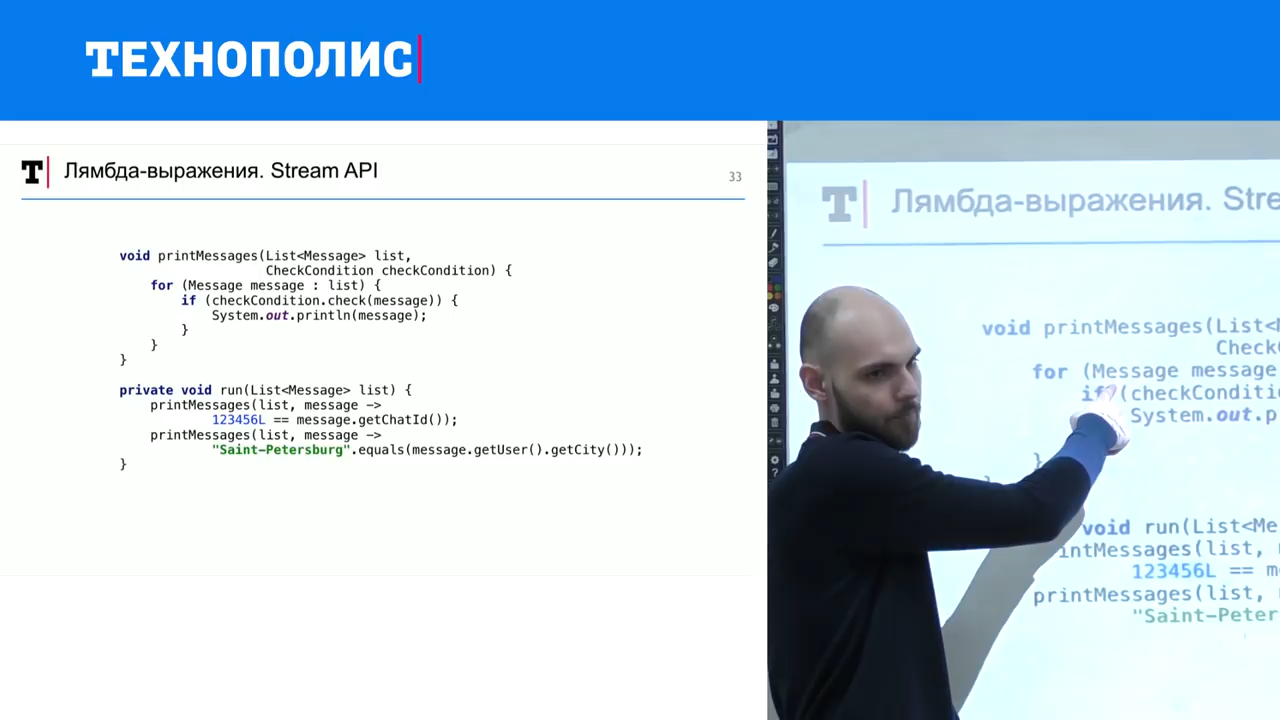 ТЕХНОПОЛИС
Т Лямбда-выражения. Stream API
33
void printMessages(List<Message> list,
CheckCondition checkCondition) {
for (Message message : list) {
if (checkCondition.check(message)) {
System.out.println(message);
}
}
}
private void run(List<Message> list) {
printMessages(list, message ->
123456L == message.getChatId());
printMessages(list, message ->
"Saint-Petersburg".equals(message.getUser().getCity()));
}
Т Лямбда-выражения. Stre
void printMessages(List<M
CheckC
for (Message message
if (checkConditi
System.out.p
}
}
void run(List<Me
intMessages(list,
123456L == m
printMessages(list,
"Saint-Peter